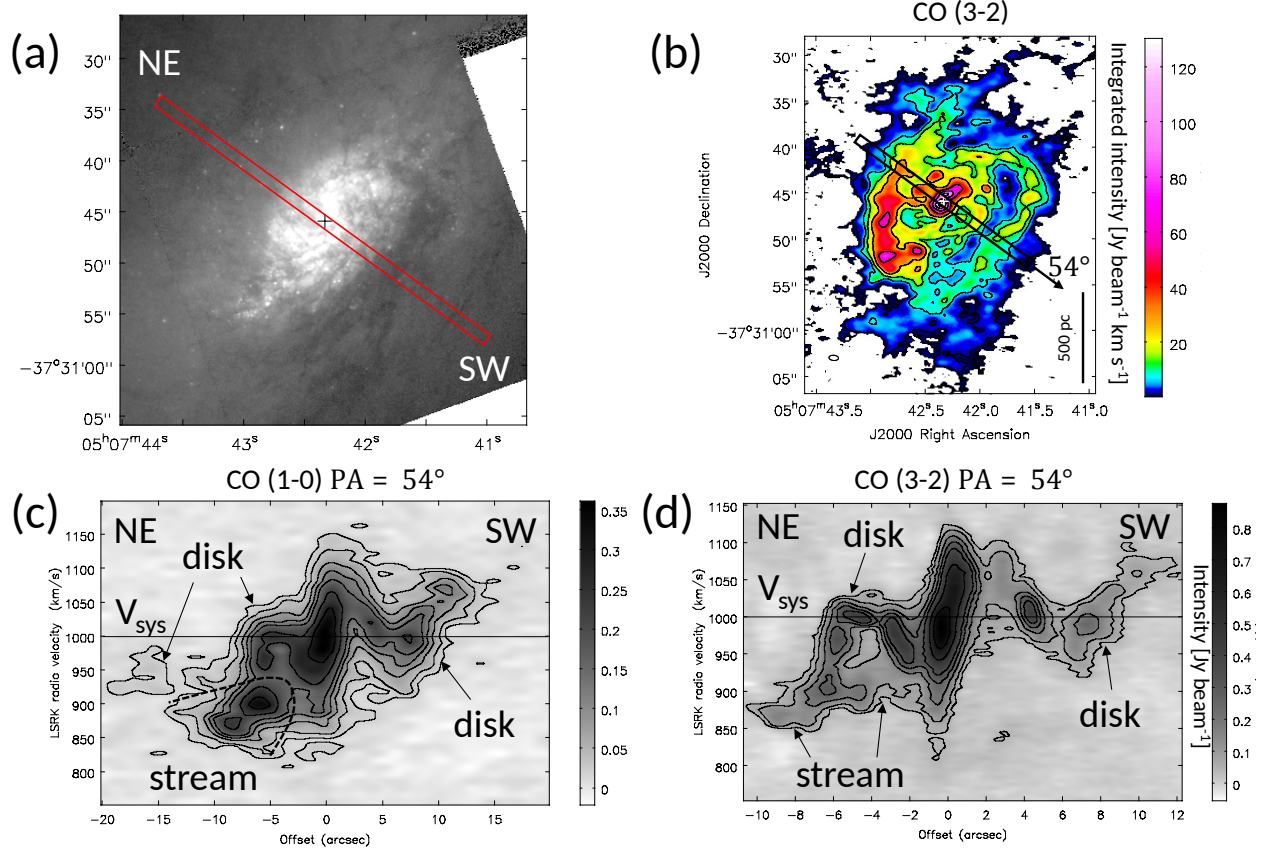 (a)
NE
SW
30"
35"
40"
45"
50"
55"
−37°31'00"
05"
05ʰ07ᵐ44ˢ 43ˢ 42ˢ 41ˢ
(b)
CO (3-2)
J2000 Declination
40"
45"
50"
55"
−37°31'00"
05"
54°
500 pc
05ʰ07ᵐ43ˢ.5 42ˢ.5 42ˢ.0 41ˢ.5 41ˢ.0
J2000 Right Ascension
120
100
80
60
40
20
Integrated intensity [Jy beam⁻¹ km s⁻¹]
(c)
CO (1-0) PA = 54°
NE
SW
disk
Vsys
disk
stream
LSRK radio velocity (km/s)
1150
1100
1050
1000
950
900
850
800
−20 −15 −10 −5 0 5 10 15
Offset (arcsec)
0.35
0.3
0.25
0.2
0.15
0.1
0.05
0
(d)
CO (3-2) PA = 54°
NE
SW
disk
Vsys
disk
stream
LSRK radio velocity (km/s)
1150
1100
1050
1000
950
900
850
800
−10 −8 −6 −4 −2 0 2 4 6 8 10 12
Offset (arcsec)
0.8
0.7
0.6
0.5
0.4
0.3
0.2
0.1
0
Intensity [Jy beam⁻¹]